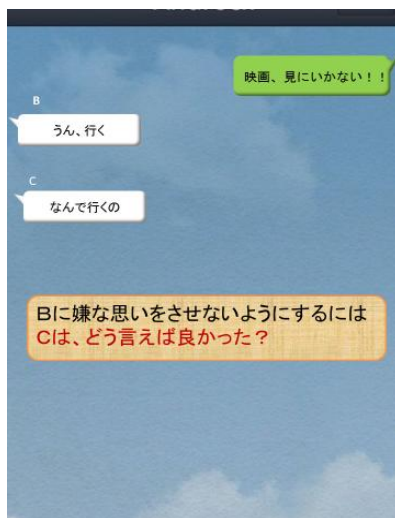 映画、見にいかない！！
B
うん、行く
C
なんで行くの
Bに嫌な思いをさせないようにするには
Cは、どう言えば良かった？